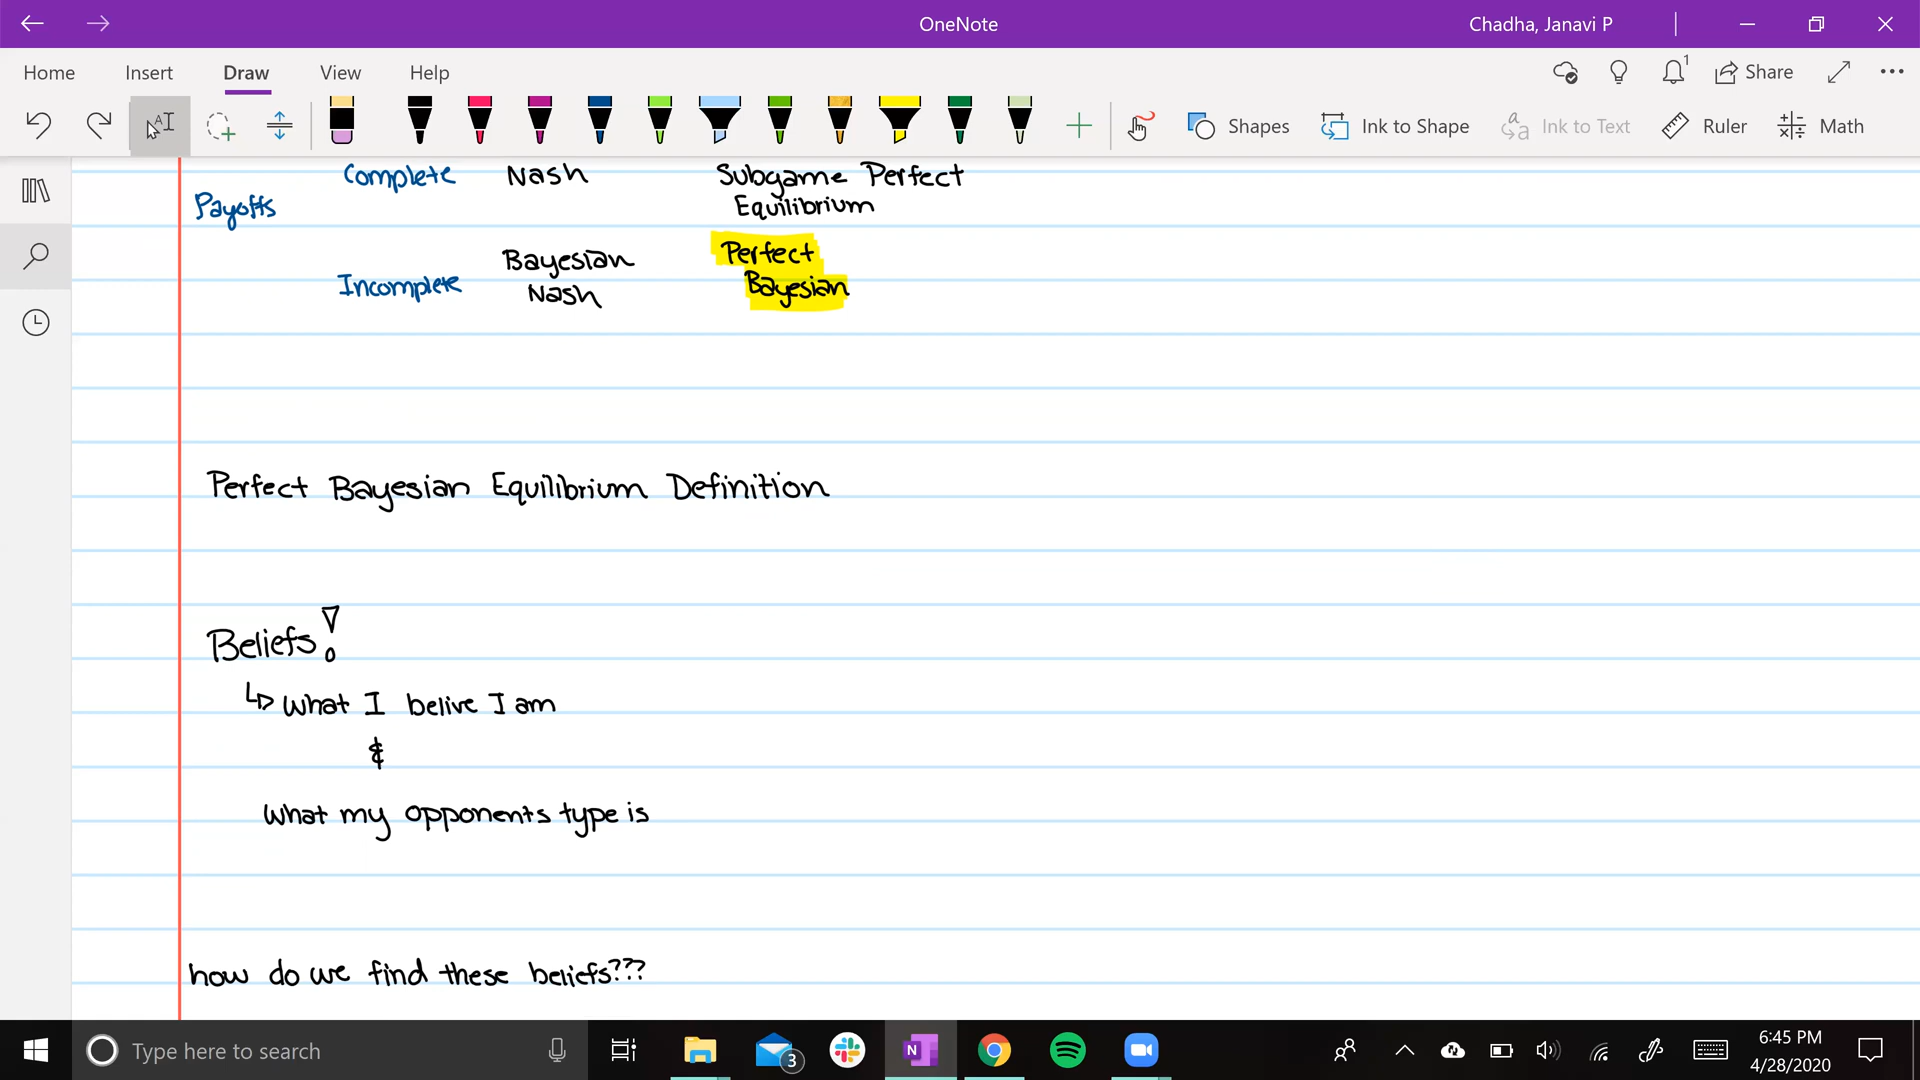 OneNote
Chadha, Janavi P
Home Insert Draw View Help
1
Share
Shapes Ink to Shape Ink to Text Ruler Math
Complete Nash Subgame Perfect
Payoffs Equilibrium
Bayesian Perfect
Incomplete Nash Bayesian
Perfect Bayesian Equilibrium Definition
Beliefs!
↳ What I belive I am
&
What my opponents type is
how do we find these beliefs???
Type here to search
3
6:45 PM
4/28/2020